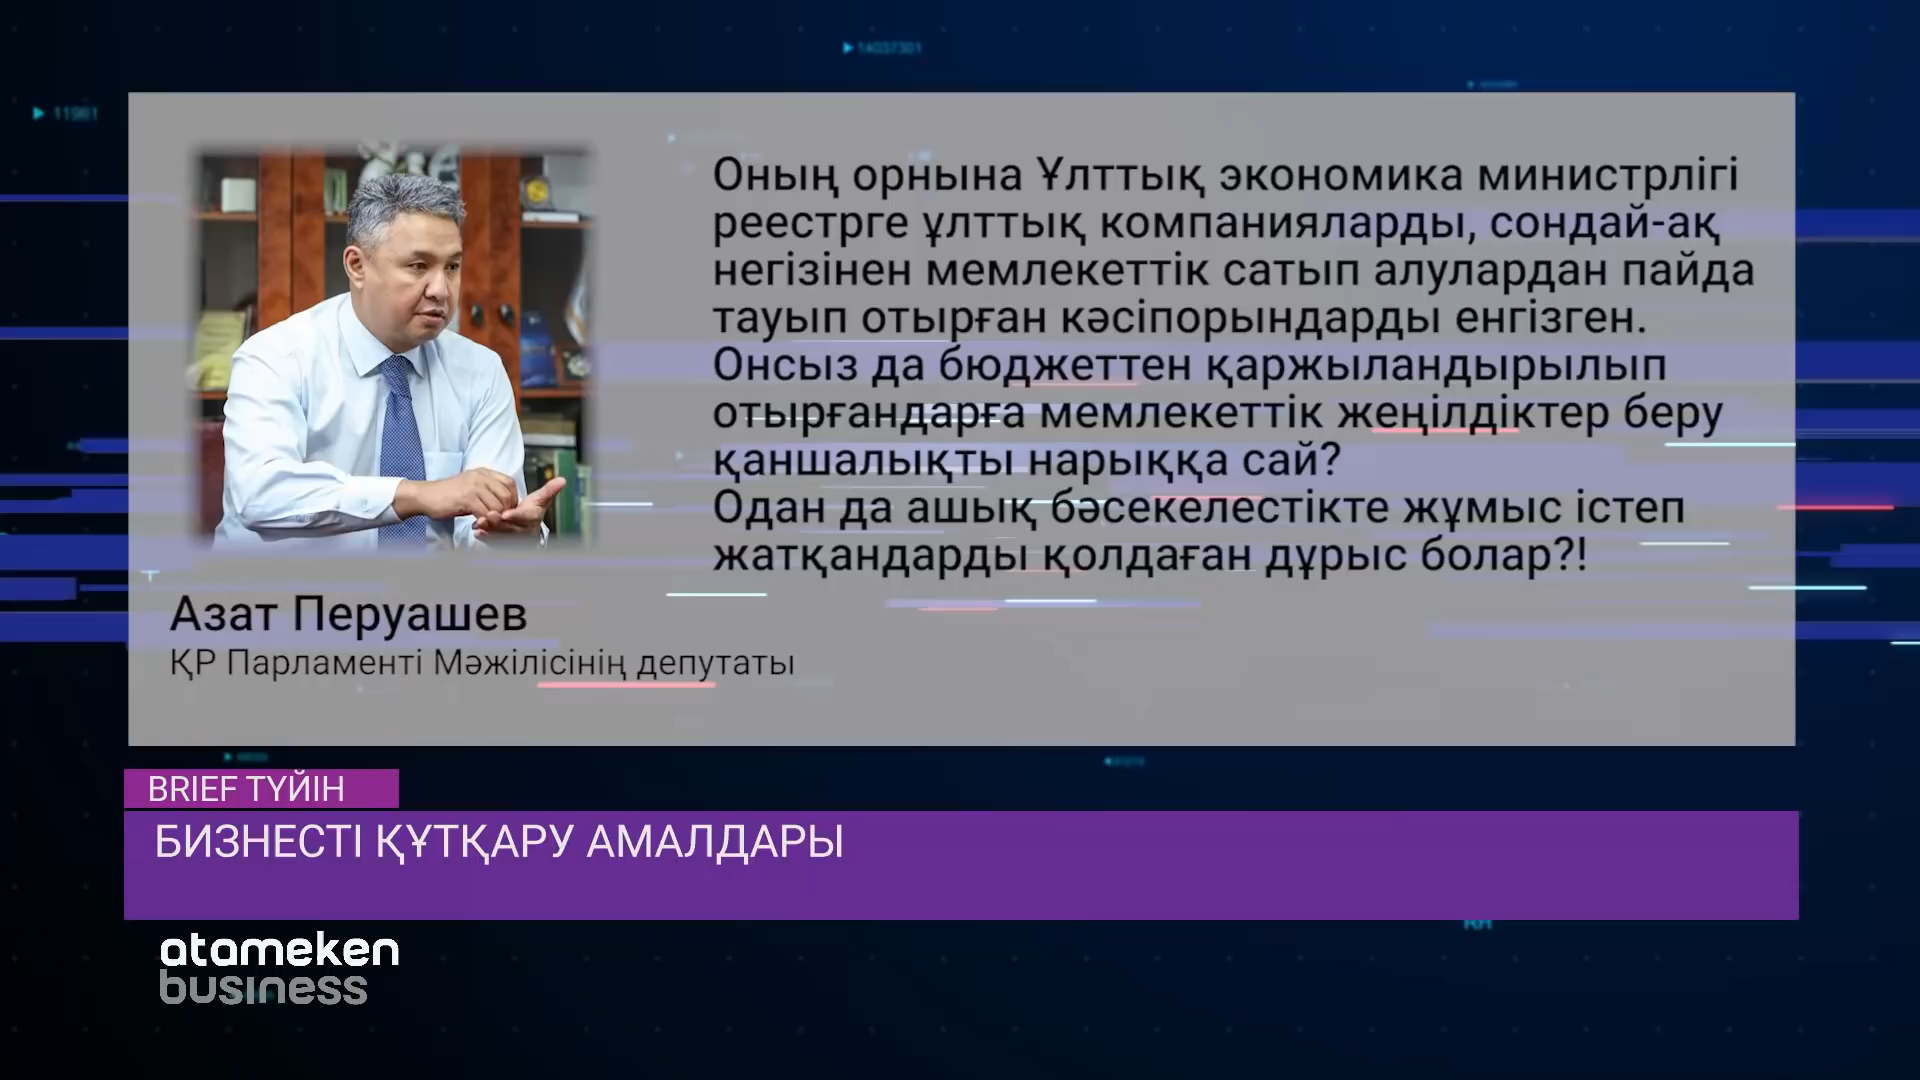 14037301
11981
Оның орнына Ұлттық экономика министрлігі
реестрге ұлттық компанияларды, сондай-ақ
негізінен мемлекеттік сатып алулардан пайда
тауып отырған кәсіпорындарды енгізген.
Онсыз да бюджеттен қаржыландырылып
отырғандарға мемлекеттік жеңілдіктер беру
қаншалықты нарыққа сай?
Одан да ашық бәсекелестікте жұмыс істеп
жатқандарды қолдаған дұрыс болар?!
Азат Перуашев
ҚР Парламенті Мәжілісінің депутаты
BRIEF ТҮЙІН
БИЗНЕСТІ ҚҰТҚАРУ АМАЛДАРЫ
atameken
business